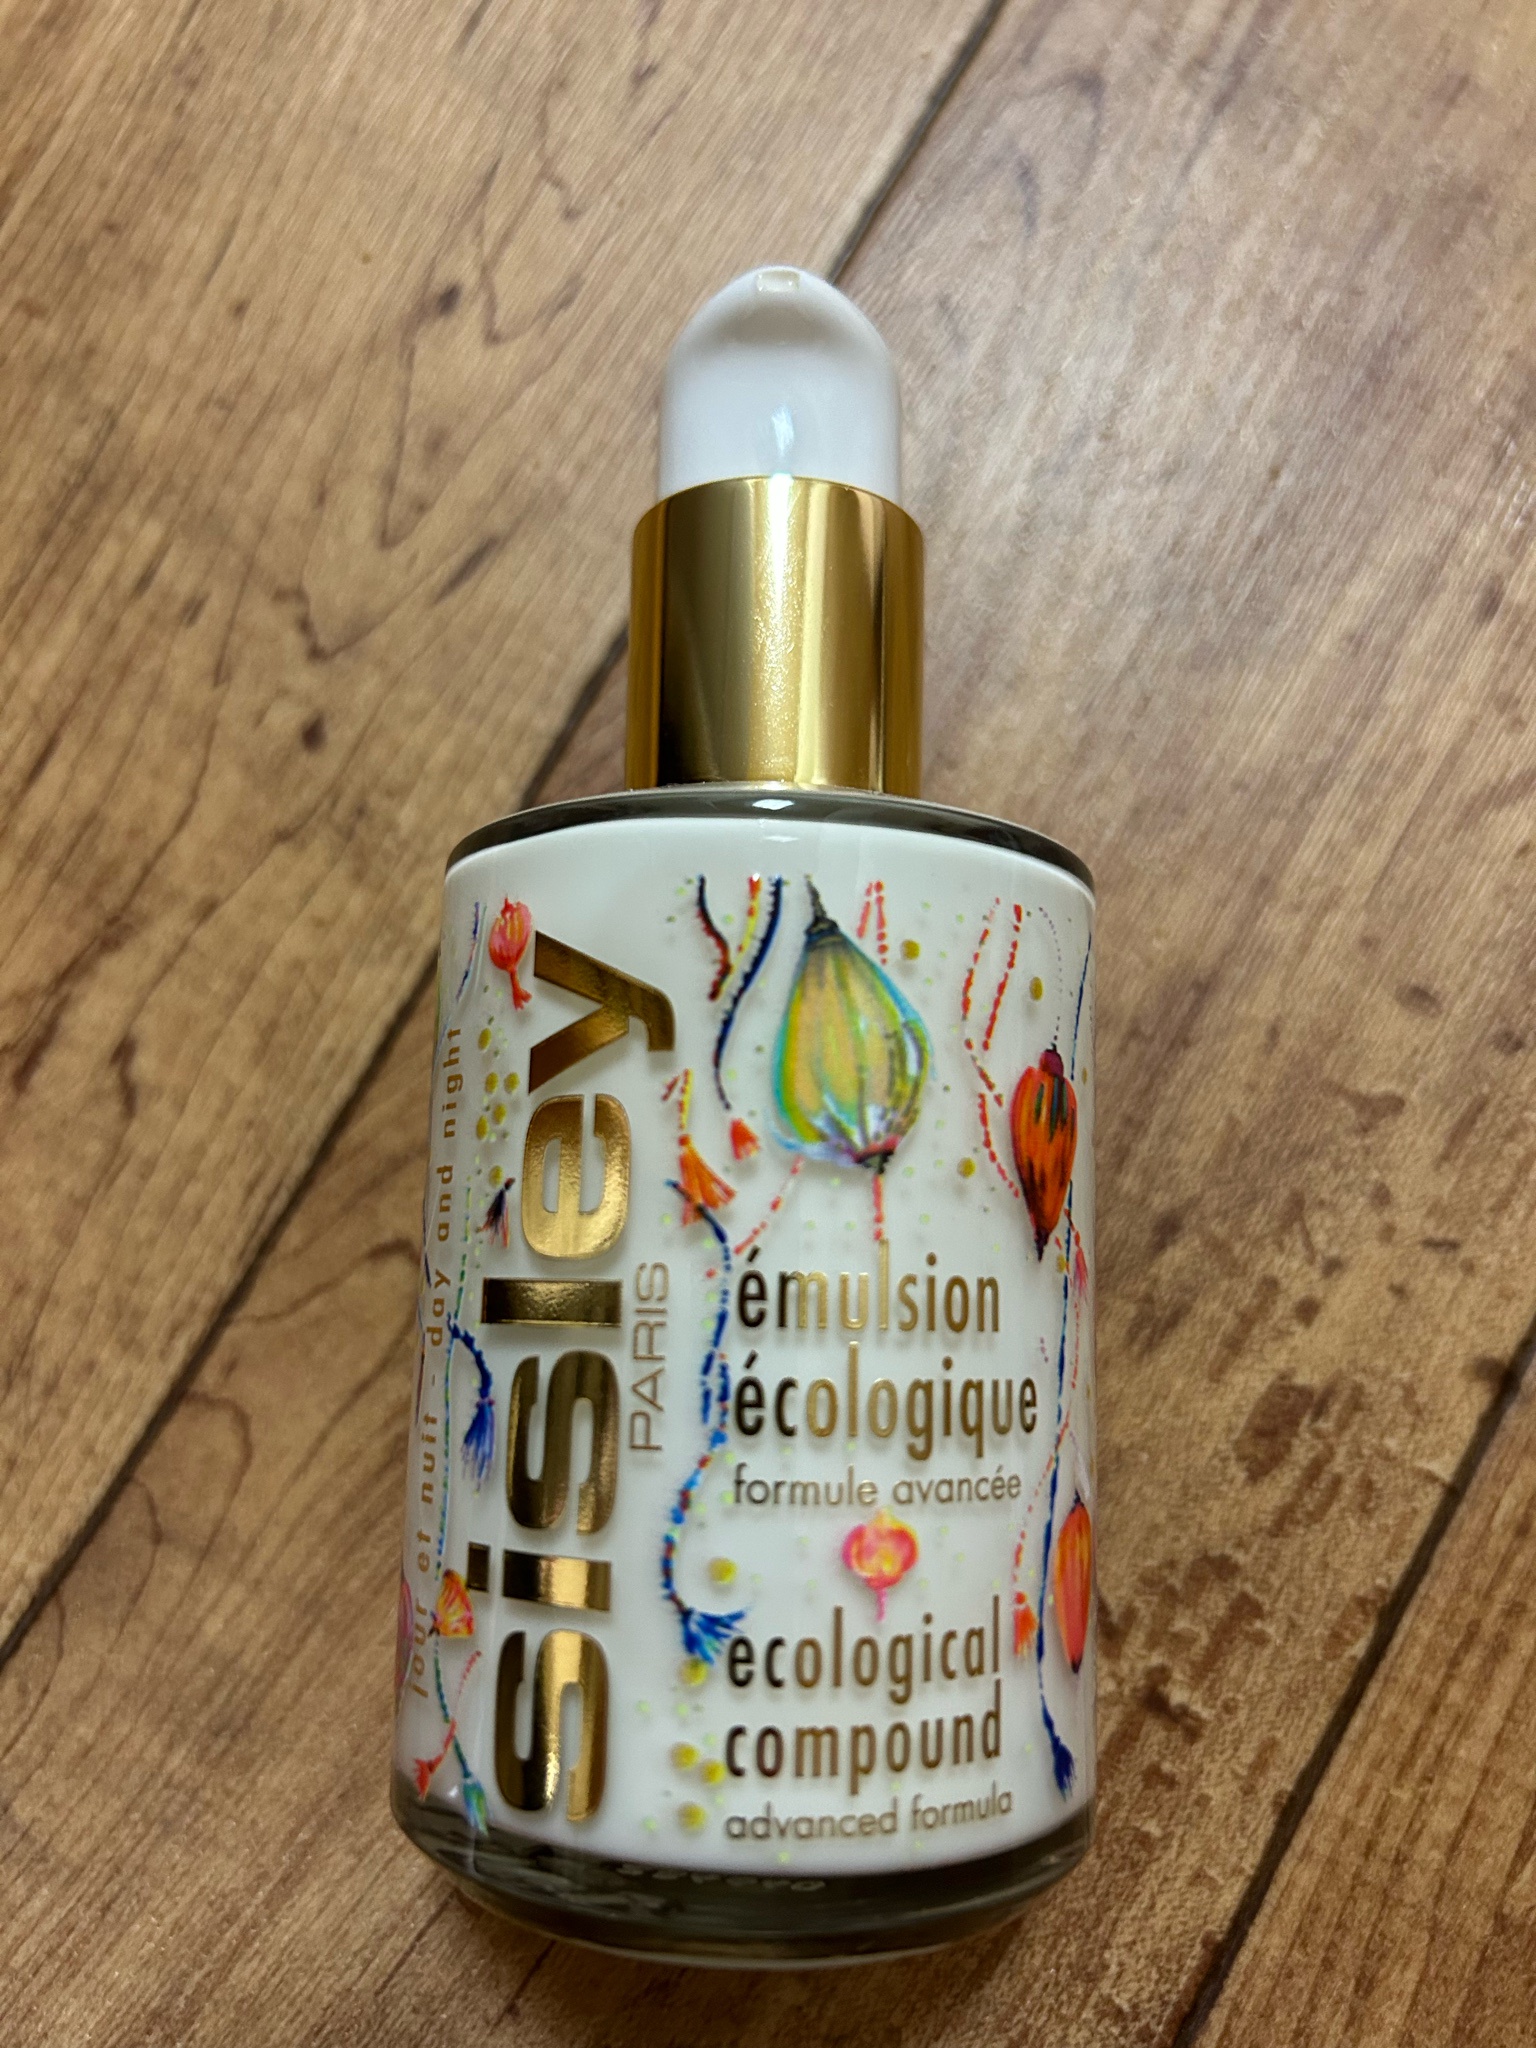 sisley
PARIS
jour et nuit - day and night
émulsion
écologique
formule avancée
ecological
compound
advanced formula